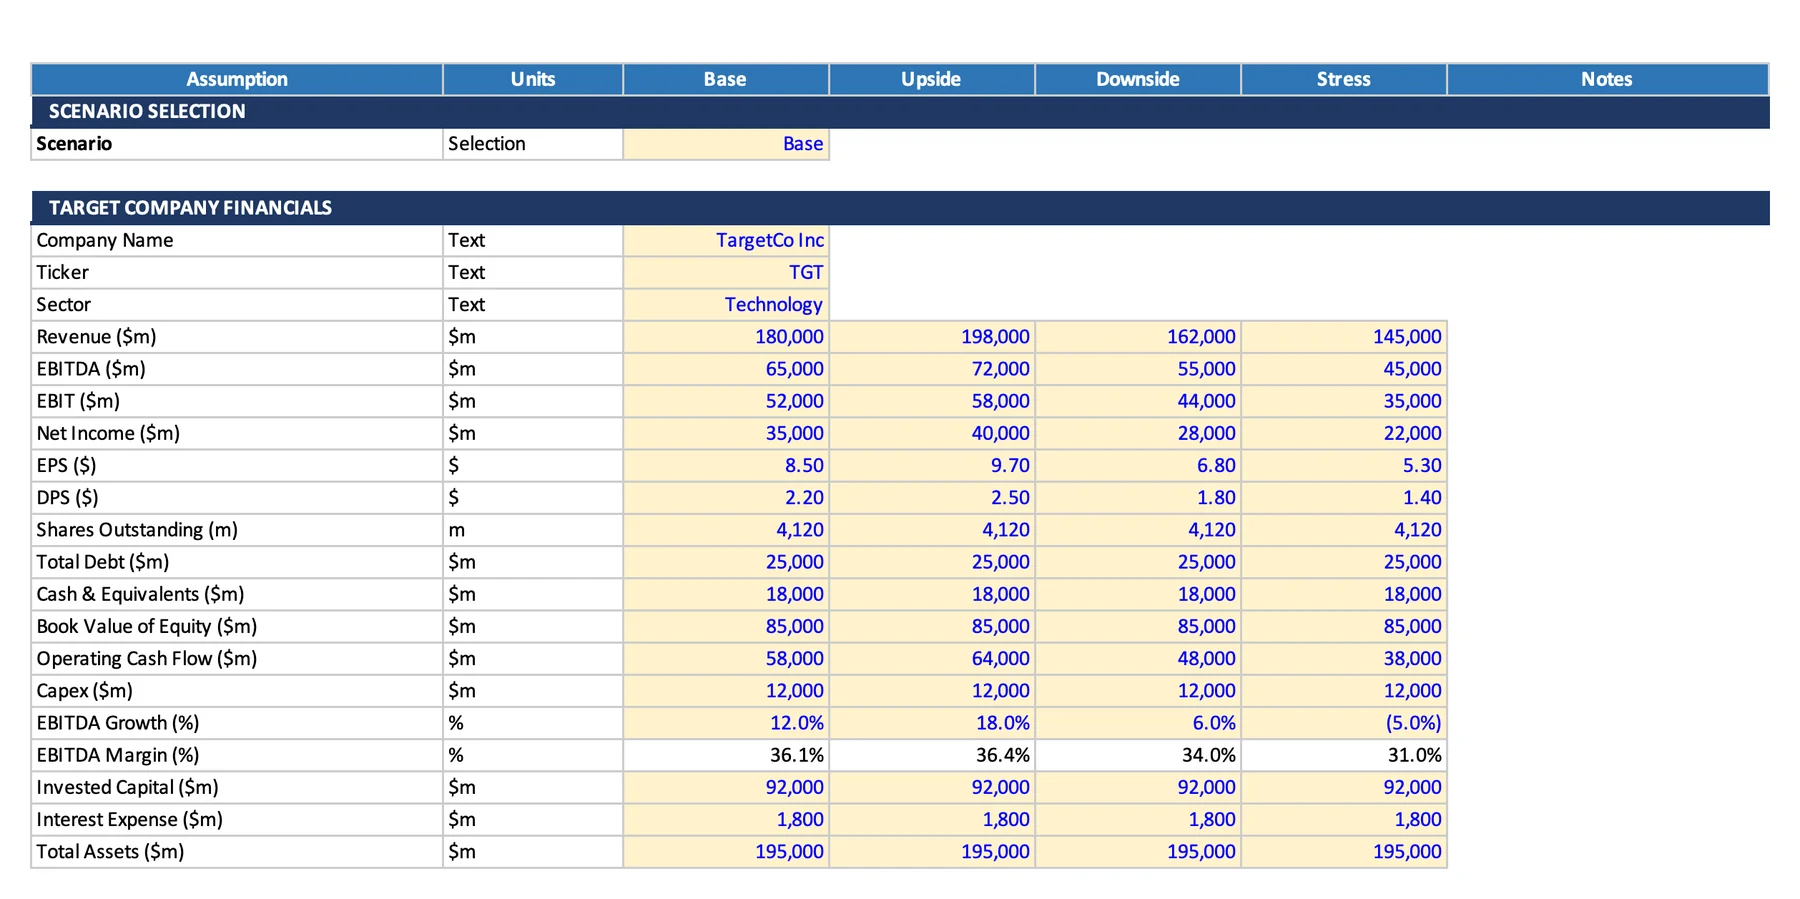 Assumption Units Base Upside Downside Stress Notes
SCENARIO SELECTION
Scenario Selection Base
TARGET COMPANY FINANCIALS
Company Name Text TargetCo Inc
Ticker Text TGT
Sector Text Technology
Revenue ($m) $m 180,000 198,000 162,000 145,000
EBITDA ($m) $m 65,000 72,000 55,000 45,000
EBIT ($m) $m 52,000 58,000 44,000 35,000
Net Income ($m) $m 35,000 40,000 28,000 22,000
EPS ($) $ 8.50 9.70 6.80 5.30
DPS ($) $ 2.20 2.50 1.80 1.40
Shares Outstanding (m) m 4,120 4,120 4,120 4,120
Total Debt ($m) $m 25,000 25,000 25,000 25,000
Cash & Equivalents ($m) $m 18,000 18,000 18,000 18,000
Book Value of Equity ($m) $m 85,000 85,000 85,000 85,000
Operating Cash Flow ($m) $m 58,000 64,000 48,000 38,000
Capex ($m) $m 12,000 12,000 12,000 12,000
EBITDA Growth (%) % 12.0% 18.0% 6.0% (5.0%)
EBITDA Margin (%) % 36.1% 36.4% 34.0% 31.0%
Invested Capital ($m) $m 92,000 92,000 92,000 92,000
Interest Expense ($m) $m 1,800 1,800 1,800 1,800
Total Assets ($m) $m 195,000 195,000 195,000 195,000